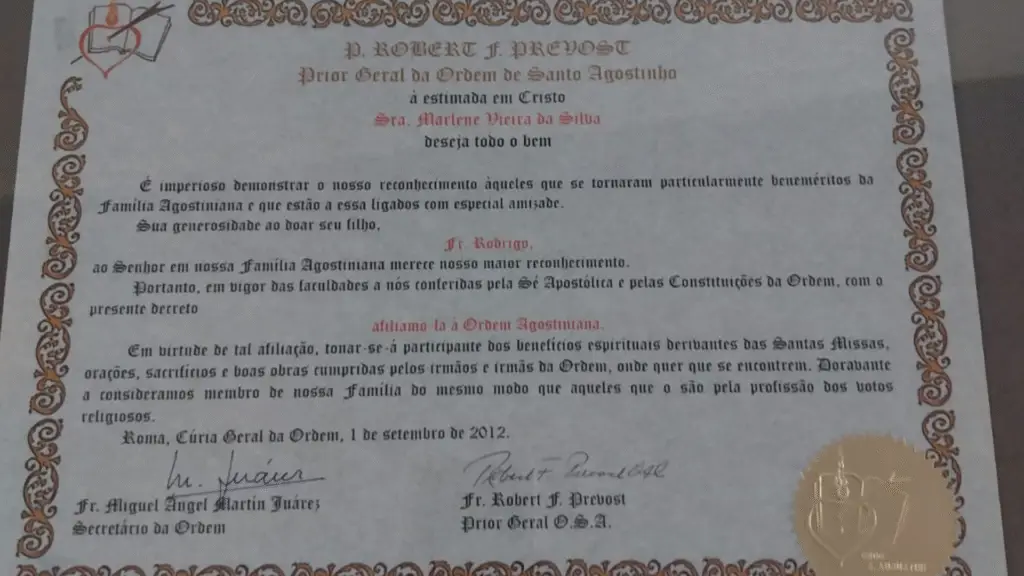 P. ROBERT F. PREVOST
Prior Geral da Ordem de Santo Agostinho
à estimada em Cristo
Sra. Marlene Vieira da Silva
deseja todo o bem
É imperioso demonstrar o nosso reconhecimento àqueles que se tornaram particularmente beneméritos da
Família Agostiniana e que estão a essa ligados com especial amizade.
Sua generosidade ao doar seu filho,
Fr. Rodrigo,
ao Senhor em nossa Família Agostiniana merece nosso maior reconhecimento.
Portanto, em vigor das faculdades a nós conferidas pela Sé Apostólica e pelas Constituições da Ordem, com o
presente decreto
afiliamo-la à Ordem Agostiniana.
Em virtude de tal afiliação, tonar-se-á participante dos benefícios espirituais derivantes das Santas Missas,
orações, sacrifícios e boas obras cumpridas pelos irmãos e irmãs da Ordem, onde quer que se encontrem. Doravante
a consideramos membro de nossa Família do mesmo modo que aqueles que o são pela profissão dos votos
religiosos.
Roma, Cúria Geral da Ordem, 1 de setembro de 2012.
M. Juárez
Robert F. Prevost OSA
Fr. Miguel Ángel Martín Juárez
Fr. Robert F. Prevost
Secretário da Ordem
Prior Geral O.S.A.